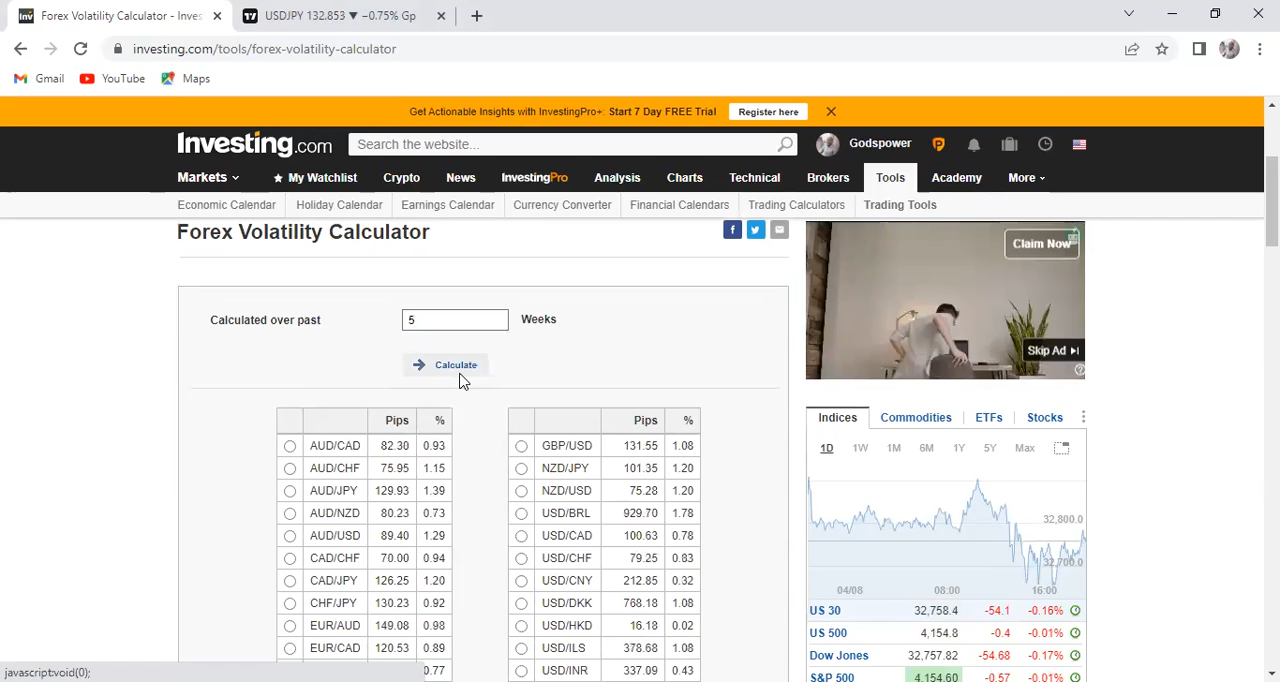 Forex Volatility Calculator - Inves
USDJPY 132.853 ▼ −0.75% Gp
investing.com/tools/forex-volatility-calculator
Gmail YouTube Maps
Get Actionable Insights with InvestingPro+: Start 7 Day FREE Trial Register here
Investing.com Search the website... Godspower
Markets My Watchlist Crypto News InvestingPro Analysis Charts Technical Brokers Tools Academy More
Economic Calendar Holiday Calendar Earnings Calendar Currency Converter Financial Calendars Trading Calculators Trading Tools
Forex Volatility Calculator
Claim Now
Skip Ad
Calculated over past 5 Weeks
Calculate
Pips %
AUD/CAD 82.30 0.93
AUD/CHF 75.95 1.15
AUD/JPY 129.93 1.39
AUD/NZD 80.23 0.73
AUD/USD 89.40 1.29
CAD/CHF 70.00 0.94
CAD/JPY 126.25 1.20
CHF/JPY 130.23 0.92
EUR/AUD 149.08 0.98
EUR/CAD 120.53 0.89
0.77
Pips %
GBP/USD 131.55 1.08
NZD/JPY 101.35 1.20
NZD/USD 75.28 1.20
USD/BRL 929.70 1.78
USD/CAD 100.63 0.78
USD/CHF 79.25 0.83
USD/CNY 212.85 0.32
USD/DKK 768.18 1.08
USD/HKD 16.18 0.02
USD/ILS 378.68 1.08
USD/INR 337.09 0.43
Indices Commodities ETFs Stocks
1D 1W 1M 6M 1Y 5Y Max
32,800.0
32,700.0
04/08 08:00 16:00
US 30 32,758.4 -54.1 -0.16%
US 500 4,154.8 -0.4 -0.01%
Dow Jones 32,757.82 -54.68 -0.17%
S&P 500 4,154.60 -0.57 -0.01%
javascript:void(0);